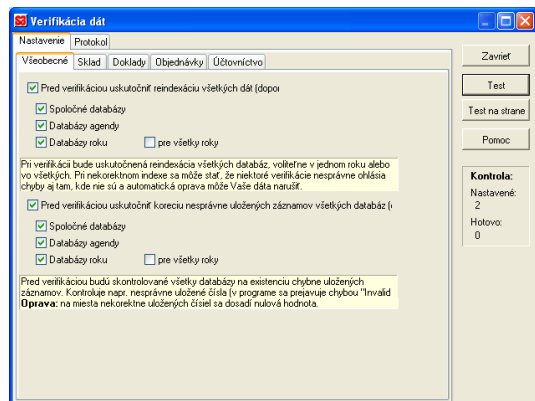 Verifikácia dát
Nastavenie Protokol
Všeobecné Sklad Doklady Objednávky Účtovníctvo
Pred verifikáciou uskutočniť reindexáciu všetkých dát (dopor
Spoločné databázy
Databázy agendy
Databázy roku pre všetky roky
Pri verifikácii bude uskutočnená reindexácia všetkých databáz, voliteľne v jednom roku alebo
vo všetkých. Pri nekorektnom indexe sa môže stať, že niektoré verifikácie nesprávne ohlásia
chyby aj tam, kde nie sú a automatická oprava môže Vaše dáta narušiť.
Pred verifikáciou uskutočniť koreciu nesprávne uložených záznamov všetkých databáz (
Spoločné databázy
Databázy agendy
Databázy roku pre všetky roky
Pred verifikáciou budú skontrolované všetky databázy na existenciu chybne uložených
záznamov. Kontroluje napr. nesprávne uložené čísla (v programe sa prejavuje chybou "Invalid
Oprava: na miesta nekorektne uložených čísiel sa dosadí nulová hodnota.
Zavrieť
Test
Test na strane
Pomoc
Kontrola:
Nastavené:
2
Hotovo:
0